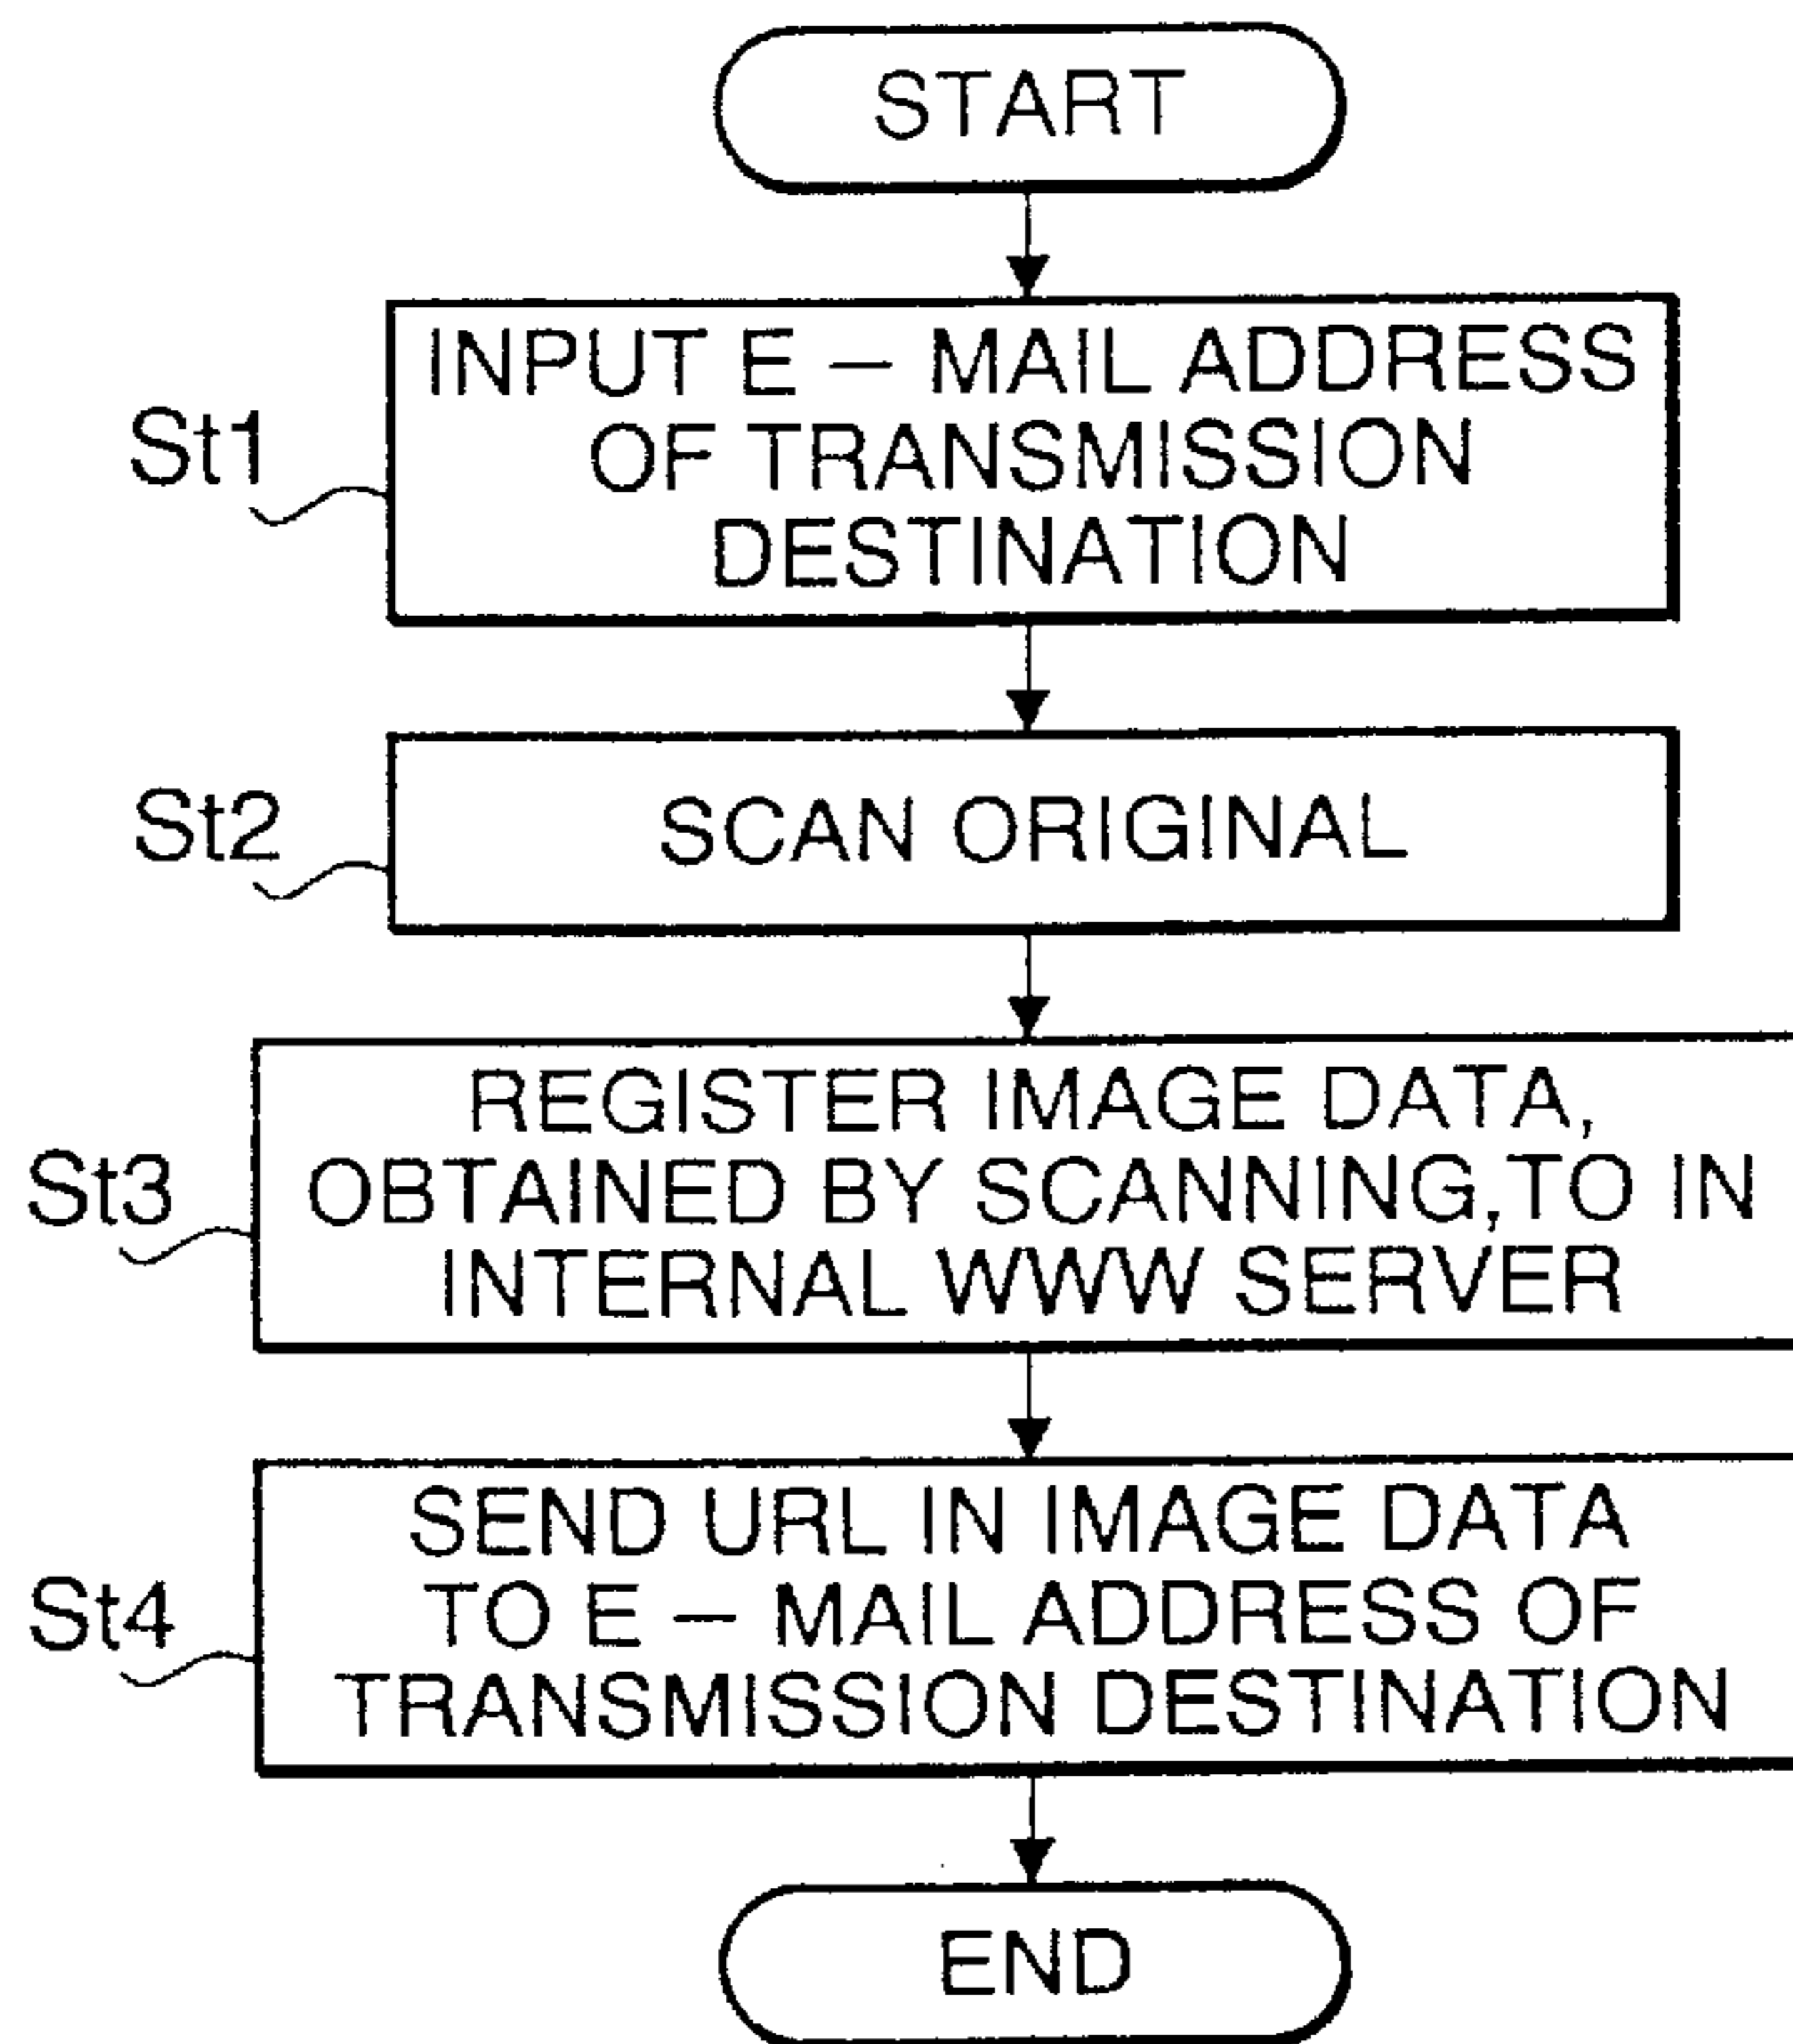 START
St1
INPUT E – MAIL ADDRESS
OF TRANSMISSION
DESTINATION
St2
SCAN ORIGINAL
St3
REGISTER IMAGE DATA,
OBTAINED BY SCANNING,TO IN
INTERNAL WWW SERVER
St4
SEND URL IN IMAGE DATA
TO E – MAIL ADDRESS OF
TRANSMISSION DESTINATION
END